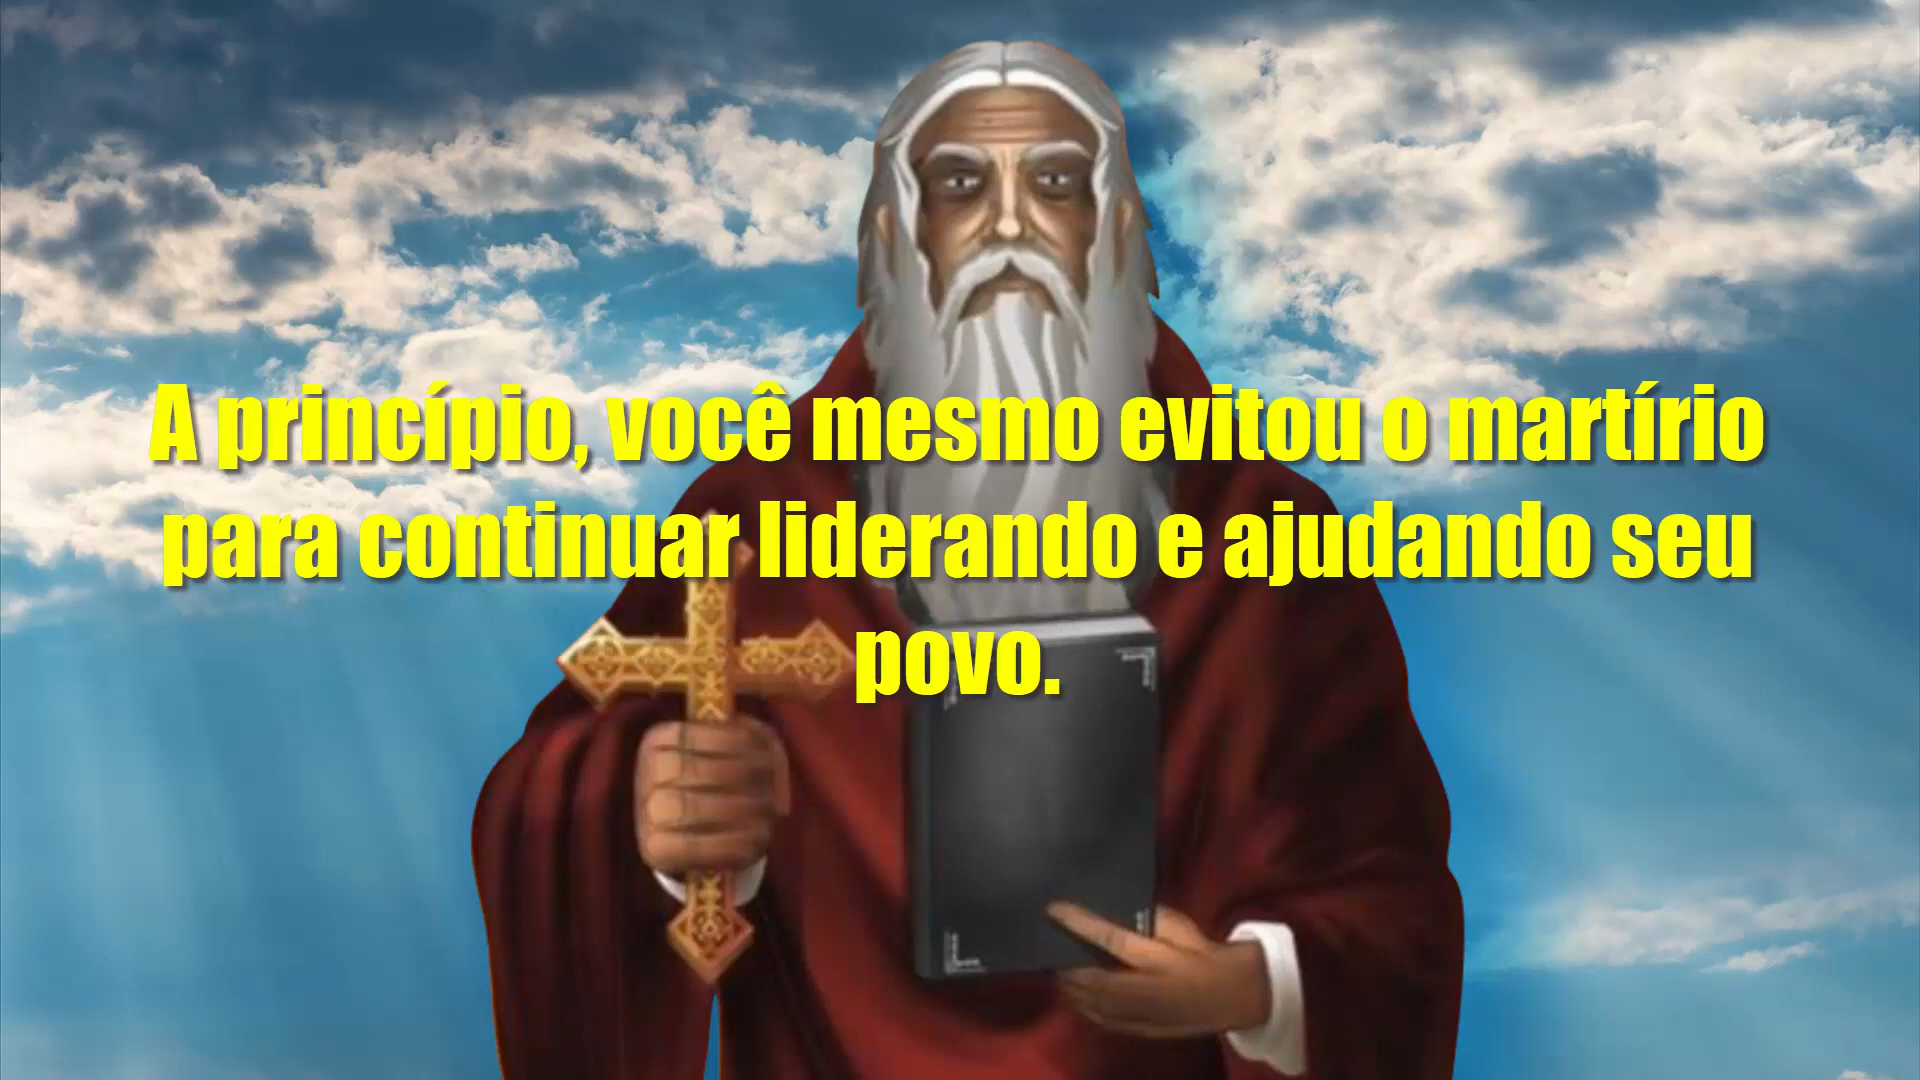 A princípio, você mesmo evitou o martírio
para continuar liderando e ajudando seu
povo.